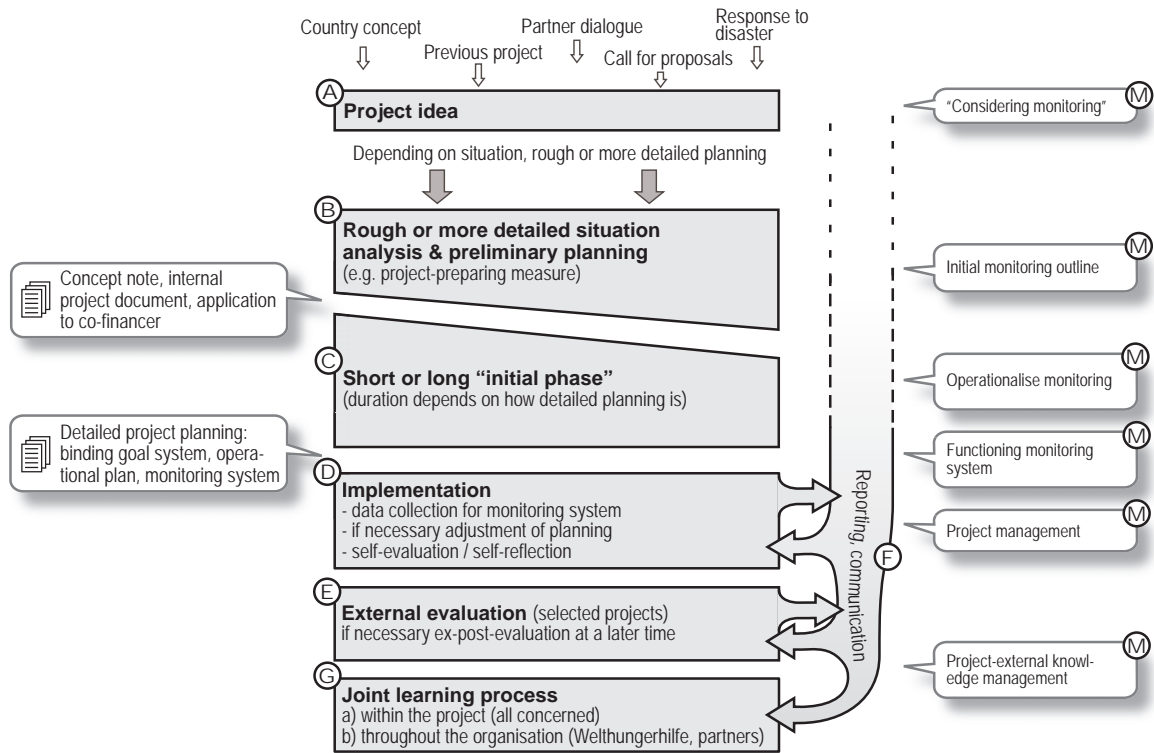 Country concept
Previous project
Partner dialogue
Call for proposals
Response to
disaster
A
Project idea
M
"Considering monitoring"
Depending on situation, rough or more detailed planning
B
Rough or more detailed situation
analysis & preliminary planning
(e.g. project-preparing measure)
M
Initial monitoring outline
Concept note, internal
project document, application
to co-financer
C
Short or long “initial phase”
(duration depends on how detailed planning is)
M
Operationalise monitoring
Detailed project planning:
binding goal system, opera-
tional plan, monitoring system
M
Functioning monitoring
system
D
Implementation
- data collection for monitoring system
- if necessary adjustment of planning
- self-evaluation / self-reflection
M
Project management
Reporting, communication
F
E
External evaluation (selected projects)
if necessary ex-post-evaluation at a later time
M
Project-external knowl-
edge management
G
Joint learning process
a) within the project (all concerned)
b) throughout the organisation (Welthungerhilfe, partners)